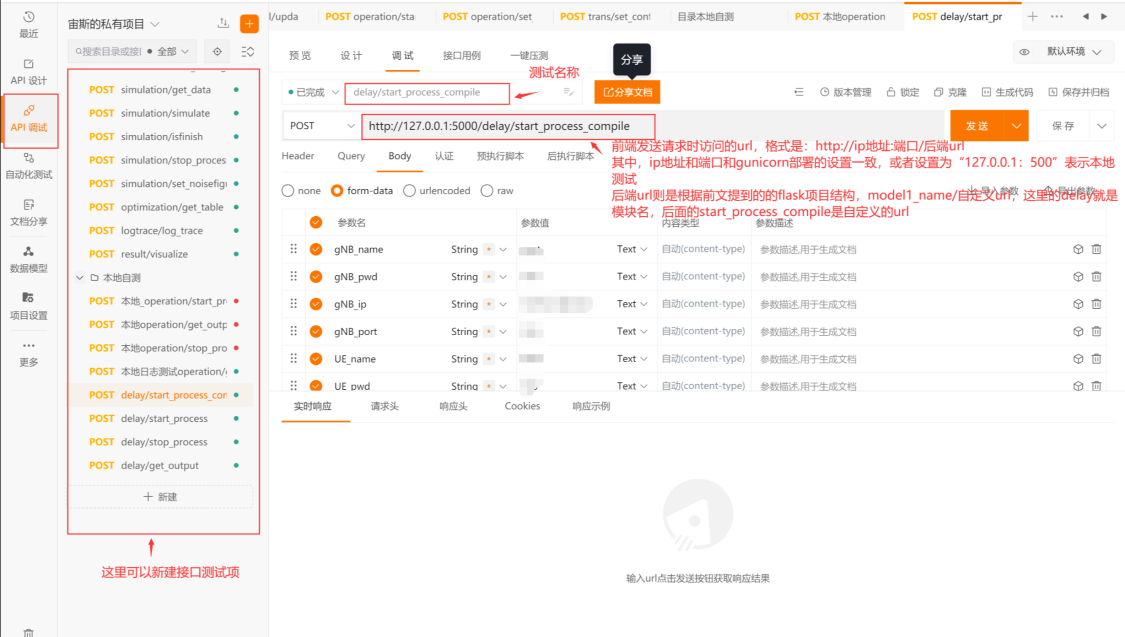 最近
API 设计
API 调试
自动化测试
文档分享
数据模型
项目设置
更多
宙斯的私有项目
搜索目录或接 全部
POST simulation/get_data
POST simulation/simulate
POST simulation/isfinish
POST simulation/stop_proces
POST simulation/set_noisefigu
POST optimization/get_table
POST logtrace/log_trace
POST result/visualize
本地自测
POST 本地_operation/start_pr
POST 本地operation/get_outp
POST 本地operation/stop_pro
POST 本地日志测试operation/
POST delay/start_process_com
POST delay/start_process
POST delay/stop_process
POST delay/get_output
新建
这里可以新建接口测试项
l/upda POST operation/sta POST operation/set POST trans/set_conf 目录本地自测 POST 本地operation POST delay/start_pr
预览 设计 调试 接口用例 一键压测 默认环境
分享
测试名称
已完成 delay/start_process_compile 分享文档 版本管理 锁定 克隆 生成代码 保存并归档
POST http://127.0.0.1:5000/delay/start_process_compile 发送 保存
前端发送请求时访问的url，格式是：http://ip地址:端口/后端url
其中，ip地址和端口和gunicorn部署的设置一致，或者设置为“127.0.0.1：500”表示本地
测试
后端url则是根据前文提到的的flask项目结构，model1_name/自定义url，这里的delay就是
模块名，后面的start_process_compile是自定义的url
Header Query Body 认证 预执行脚本 后执行脚本
none form-data urlencoded raw 导入参数 导出参数
参数名 参数值 内容类型 参数描述
gNB_name String * Text 自动(content-type) 参数描述,用于生成文档
gNB_pwd String * Text 自动(content-type) 参数描述,用于生成文档
gNB_ip String * Text 自动(content-type) 参数描述,用于生成文档
gNB_port String * Text 自动(content-type) 参数描述,用于生成文档
UE_name String * Text 自动(content-type) 参数描述,用于生成文档
UE_pwd String * Text 自动(content-type) 参数描述,用于生成文档
实时响应 请求头 响应头 Cookies 响应示例
输入url点击发送按钮获取响应结果